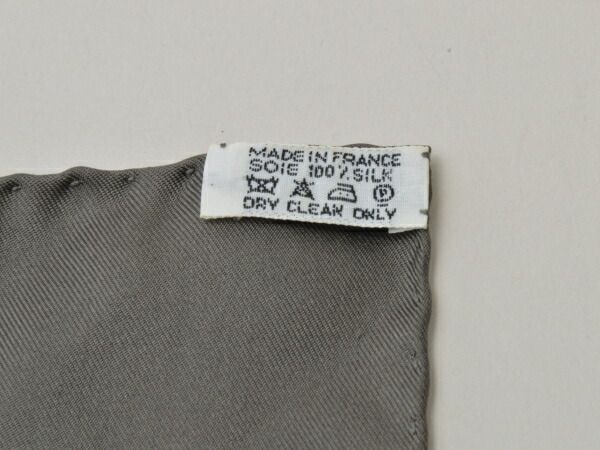 MADE IN FRANCE
SOIE 100% SILK
P
DRY CLEAN ONLY